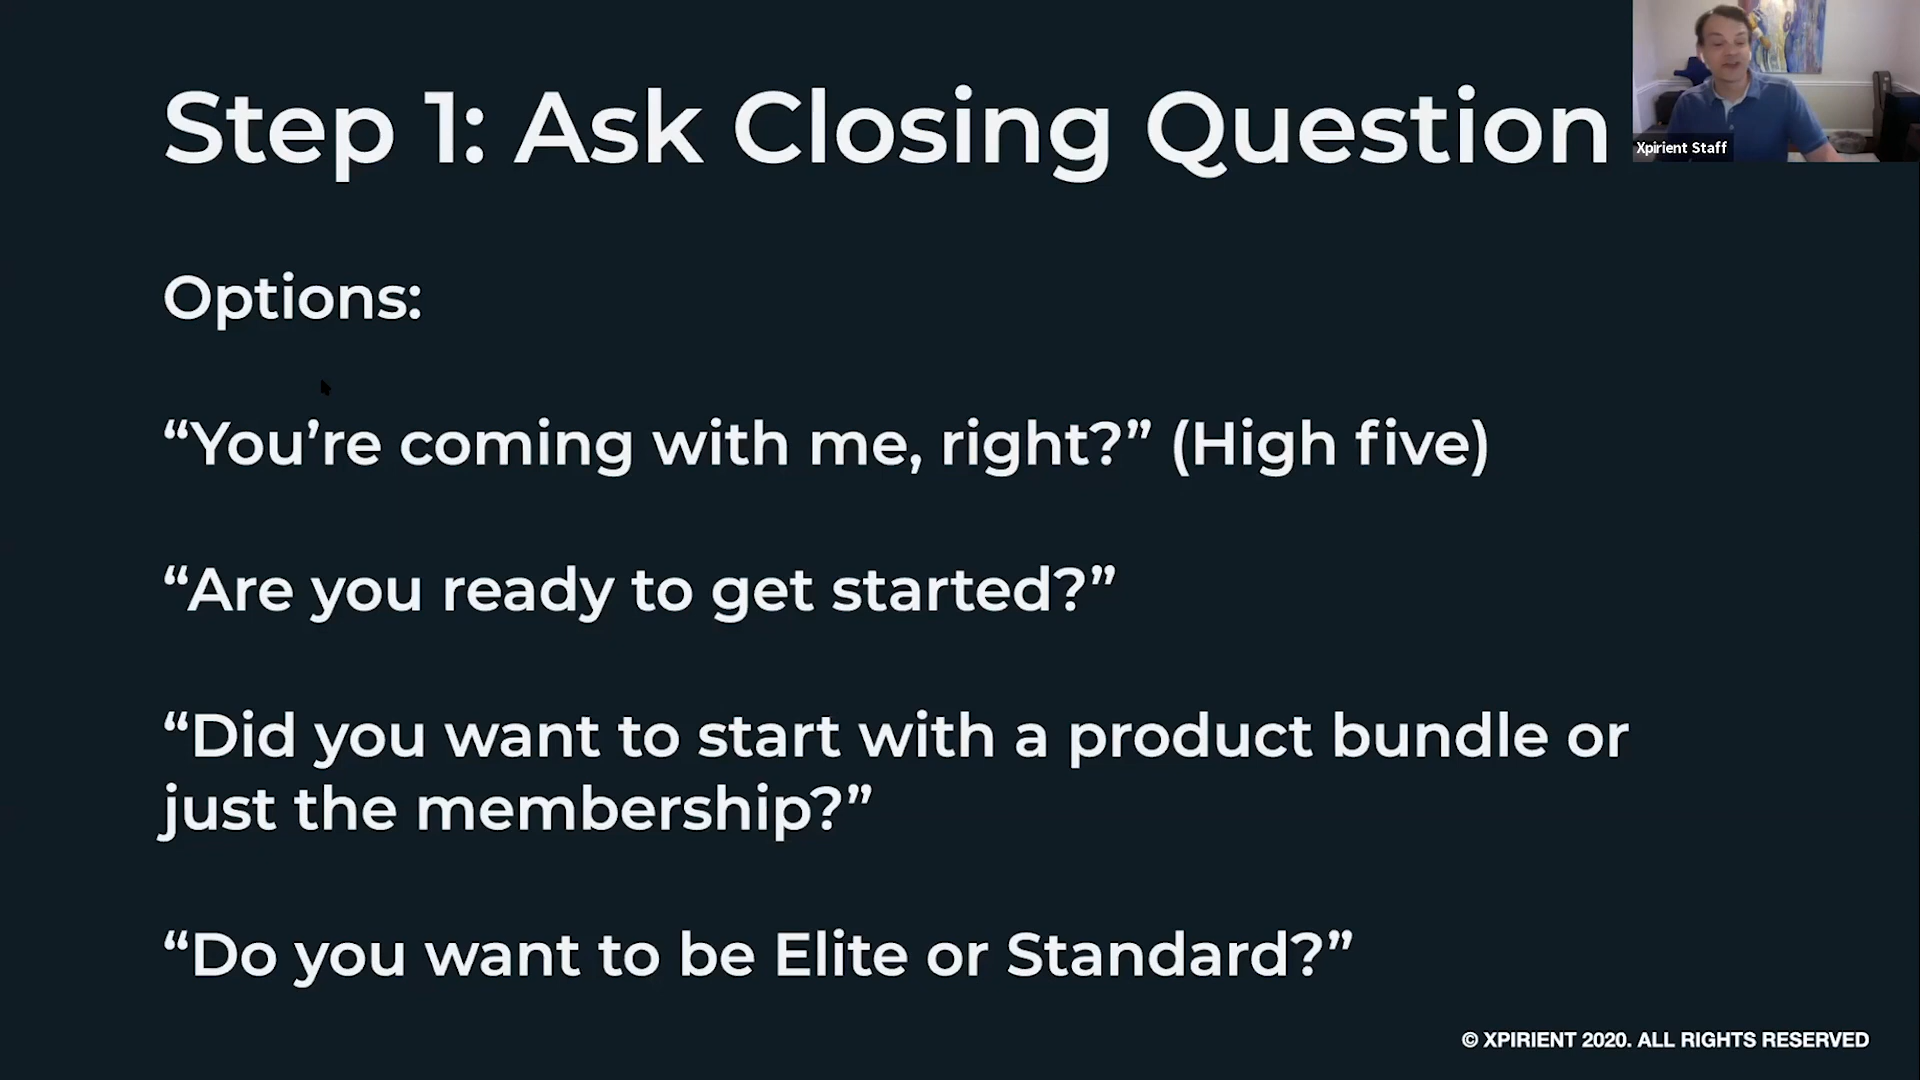 Step 1: Ask Closing Question
Xpirient Staff
Options:
“You’re coming with me, right?” (High five)
“Are you ready to get started?”
“Did you want to start with a product bundle or
just the membership?”
“Do you want to be Elite or Standard?”
© XPIRIENT 2020. ALL RIGHTS RESERVED